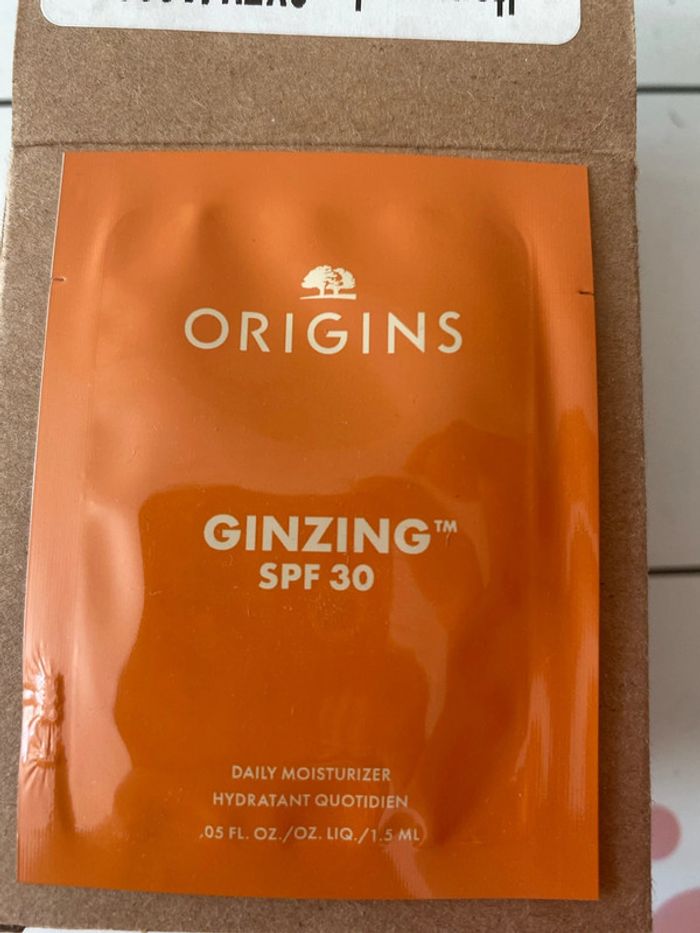 ORIGINS
GINZING™
SPF 30
DAILY MOISTURIZER
HYDRATANT QUOTIDIEN
.05 FL. OZ./OZ. LIQ./1.5 ML